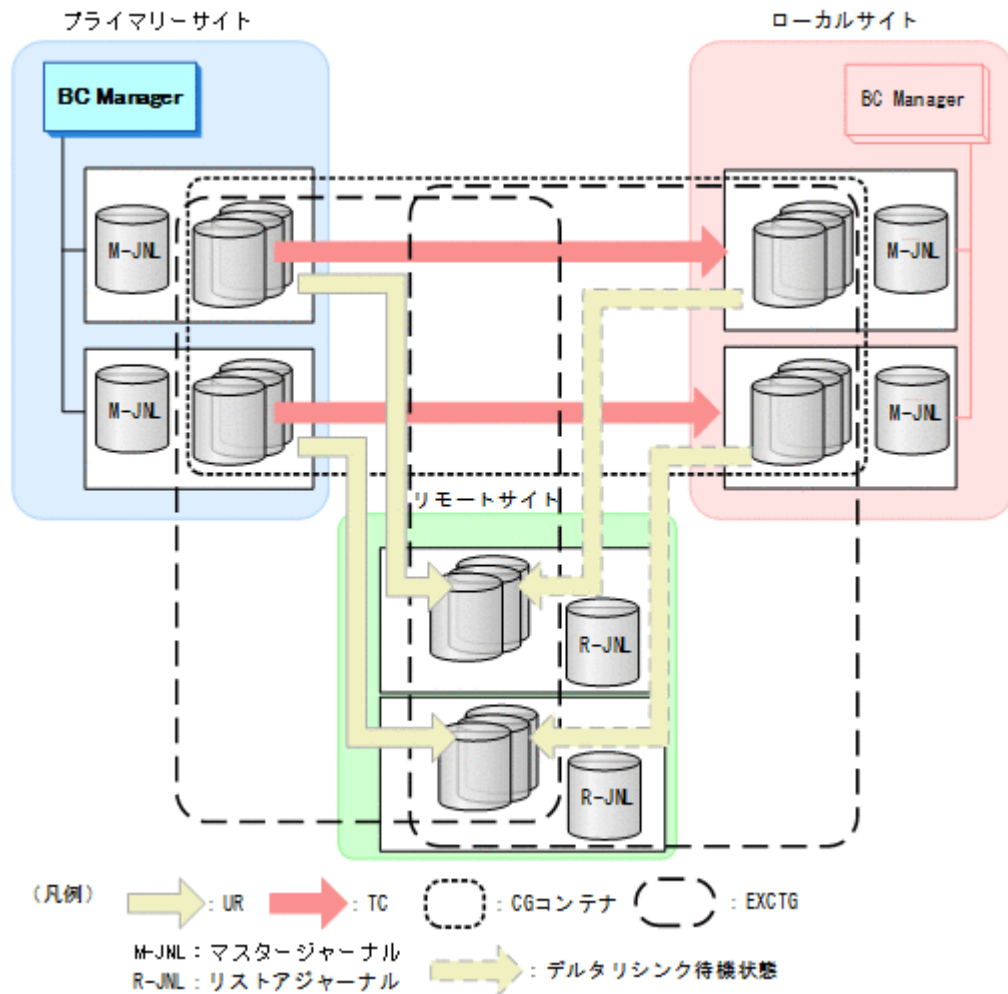 プライマリーサイト
ローカルサイト
BC Manager
BC Manager
M-JNL
M-JNL
M-JNL
M-JNL
リモートサイト
R-JNL
R-JNL
(凡例)
: UR
: TC
: CGコンテナ
: EXCTG
M-JNL : マスタージャーナル
R-JNL : リストアジャーナル
: デルタリシンク待機状態